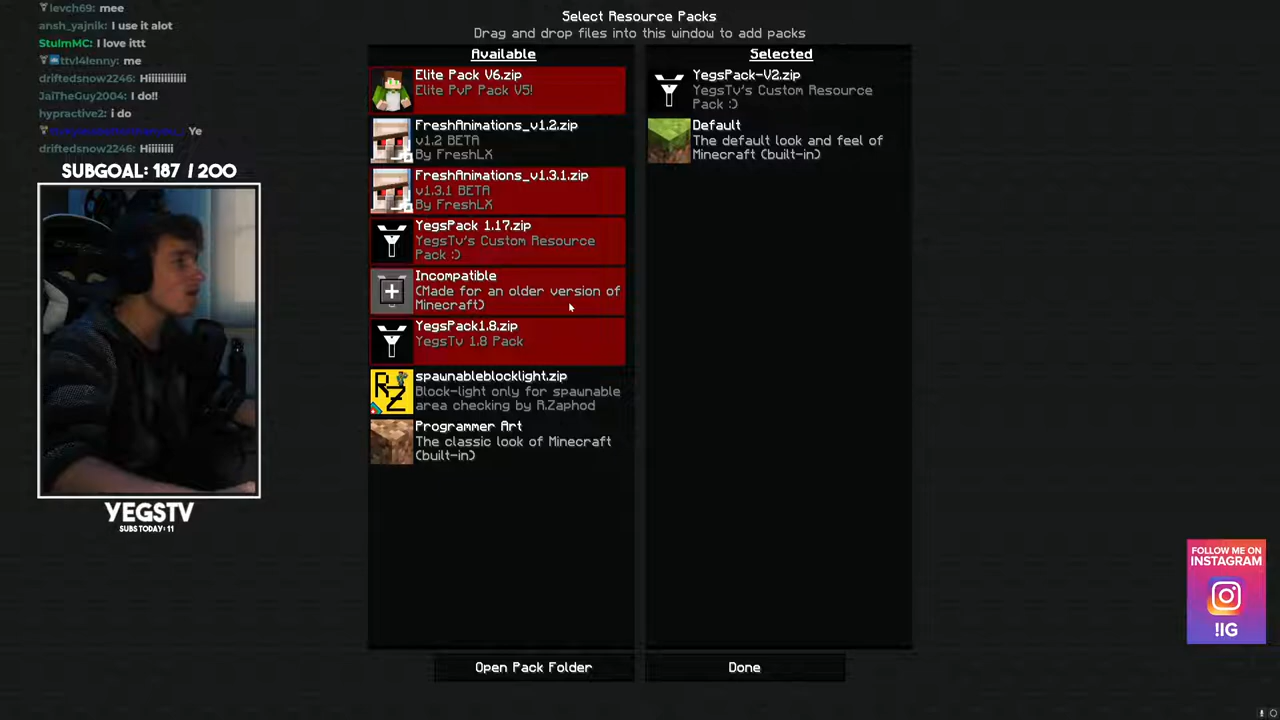 levch69: mee
ansh_yajnik: I use it alot
StulmMC: I love ittt
ttvl4lenny: me
driftedsnow2246: Hiiiiiiiiiiii
JaiTheGuy2004: I do!!
hypractive2: i do
Ye
driftedsnow2246: Hiiiiiiii
SUBGOAL: 187 / 200
YEGSTV
SUBS TODAY: 11
Select Resource Packs
Drag and drop files into this window to add packs
Available
Elite Pack V6.zip
Elite PvP Pack V5!
FreshAnimations_v1.2.zip
v1.2 BETA
By FreshLX
FreshAnimations_v1.3.1.zip
v1.3.1 BETA
By FreshLX
YegsPack 1.17.zip
YegsTv's Custom Resource
Pack :)
Incompatible
(Made for an older version of
Minecraft)
YegsPack1.8.zip
YegsTv 1.8 Pack
RZ
spawnableblocklight.zip
Block-light only for spawnable
area checking by R.Zaphod
Programmer Art
The classic look of Minecraft
(built-in)
Selected
YegsPack-V2.zip
YegsTv's Custom Resource
Pack :)
Default
The default look and feel of
Minecraft (built-in)
Open Pack Folder
Done
FOLLOW ME ON
INSTAGRAM
!IG